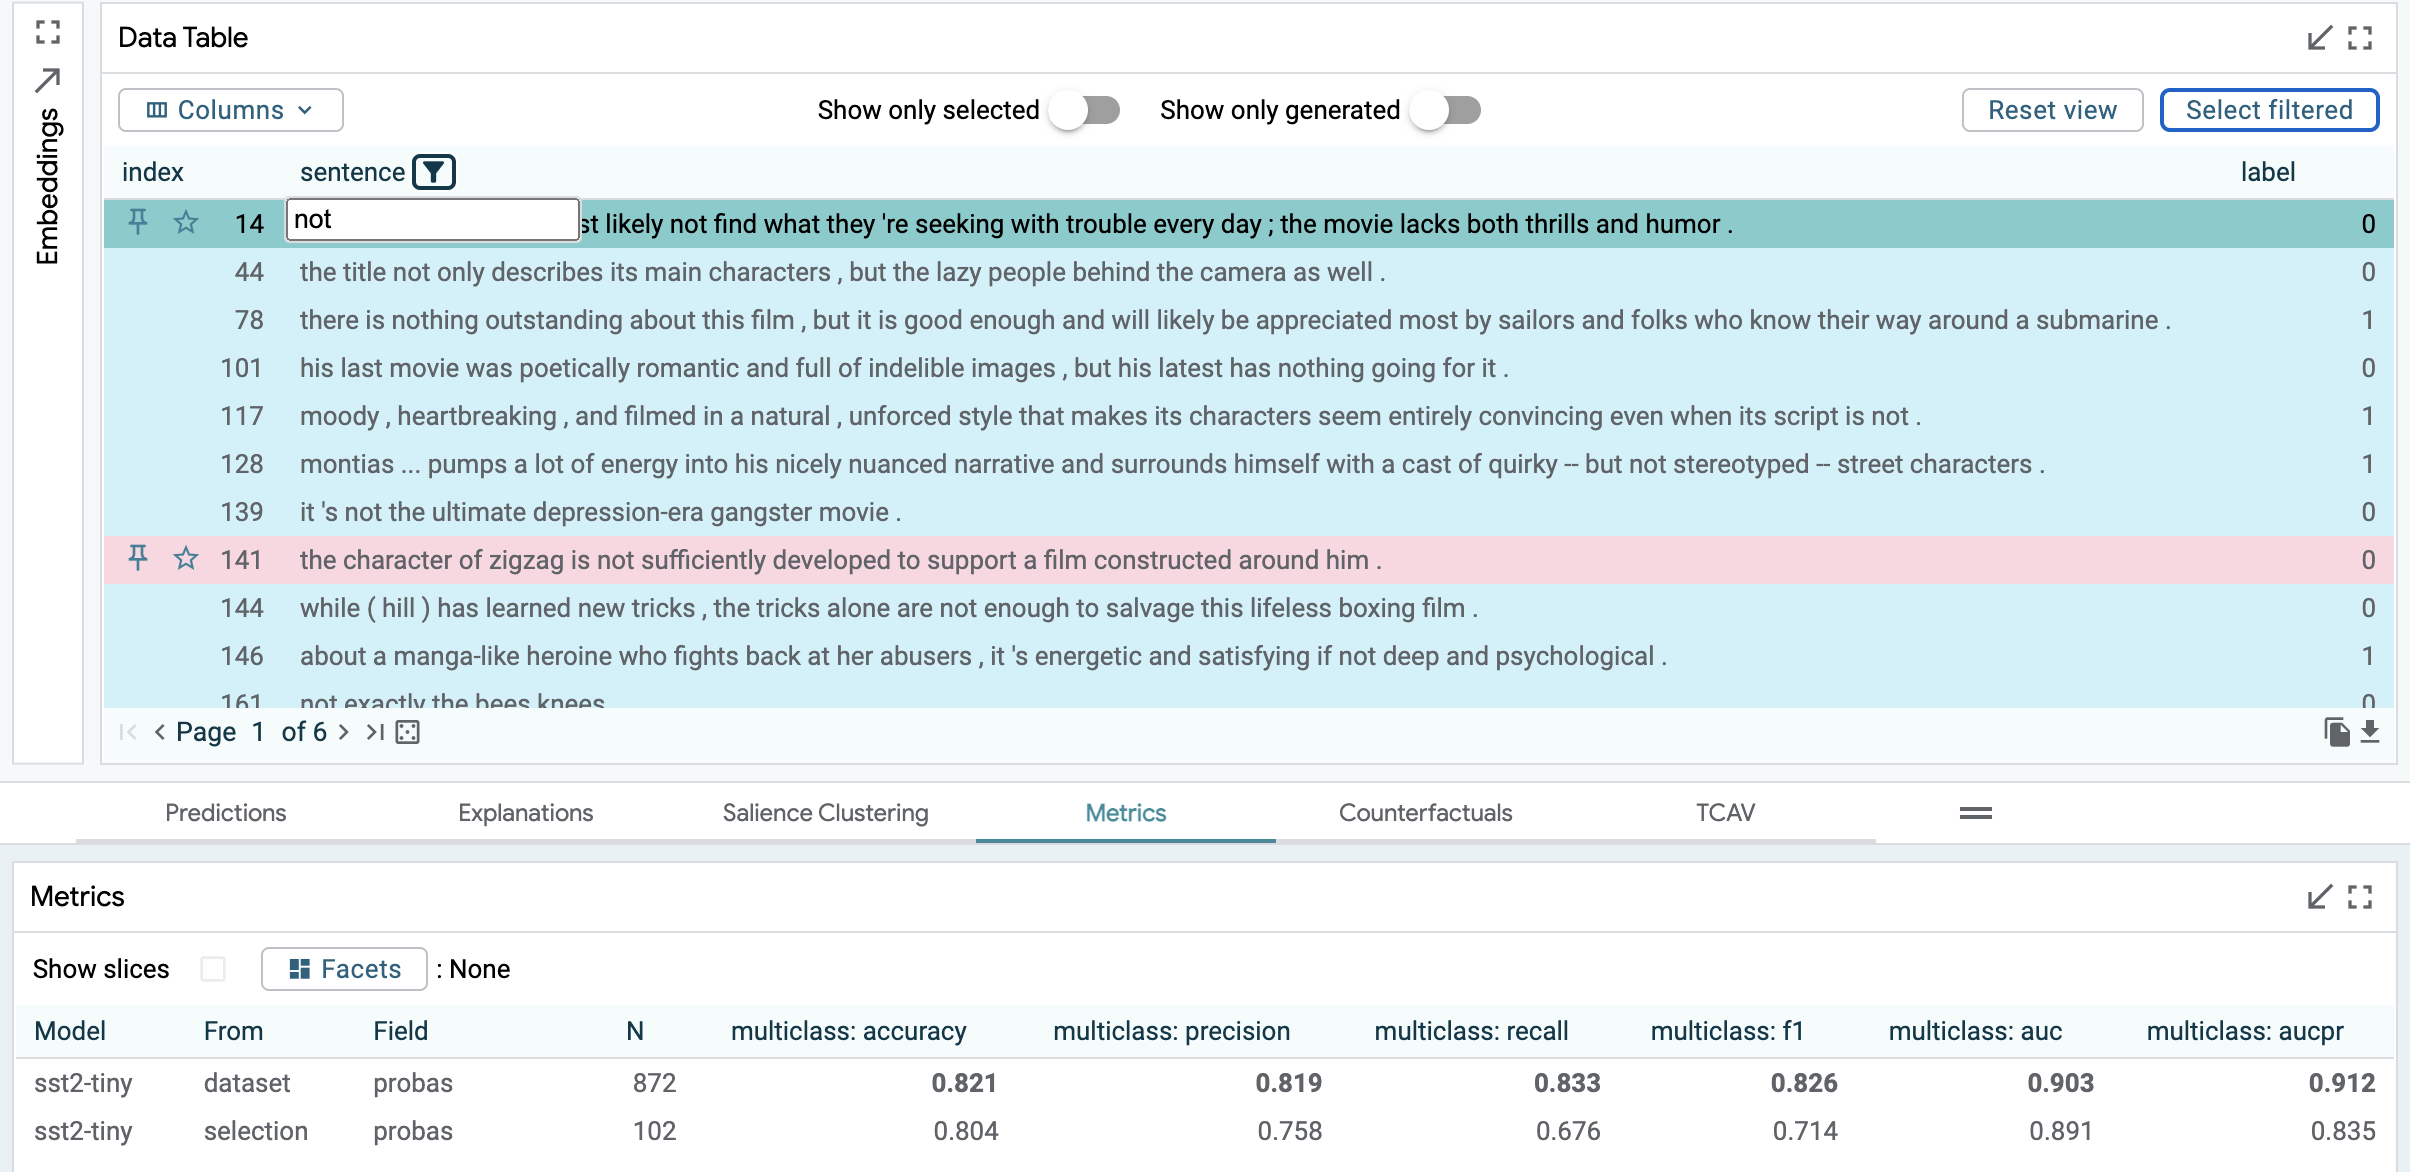 Embeddings
Data Table
Columns Show only selected Show only generated Reset view Select filtered
index sentence label
14 not st likely not find what they 're seeking with trouble every day ; the movie lacks both thrills and humor . 0
44 the title not only describes its main characters , but the lazy people behind the camera as well . 0
78 there is nothing outstanding about this film , but it is good enough and will likely be appreciated most by sailors and folks who know their way around a submarine . 1
101 his last movie was poetically romantic and full of indelible images , but his latest has nothing going for it . 0
117 moody , heartbreaking , and filmed in a natural , unforced style that makes its characters seem entirely convincing even when its script is not . 1
128 montias ... pumps a lot of energy into his nicely nuanced narrative and surrounds himself with a cast of quirky -- but not stereotyped -- street characters . 1
139 it 's not the ultimate depression-era gangster movie . 0
141 the character of zigzag is not sufficiently developed to support a film constructed around him . 0
144 while ( hill ) has learned new tricks , the tricks alone are not enough to salvage this lifeless boxing film . 0
146 about a manga-like heroine who fights back at her abusers , it 's energetic and satisfying if not deep and psychological . 1
161 not exactly the bees knees 0
Page 1 of 6
Predictions Explanations Salience Clustering Metrics Counterfactuals TCAV
Metrics
Show slices Facets : None
Model From Field N multiclass: accuracy multiclass: precision multiclass: recall multiclass: f1 multiclass: auc multiclass: aucpr
sst2-tiny dataset probas 872 0.821 0.819 0.833 0.826 0.903 0.912
sst2-tiny selection probas 102 0.804 0.758 0.676 0.714 0.891 0.835